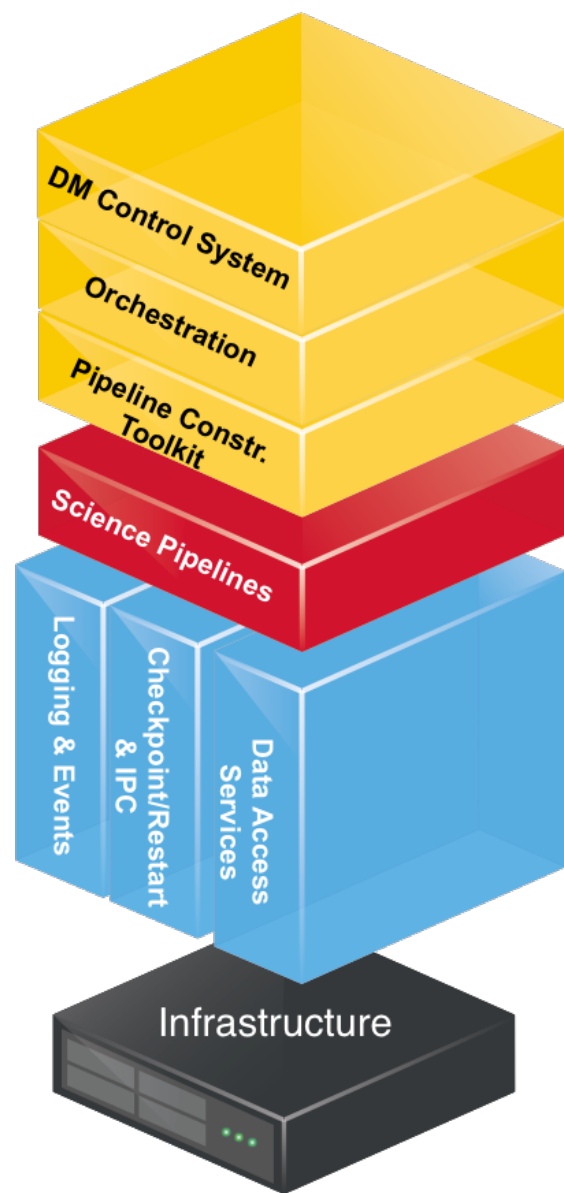 DM Control System
Orchestration
Pipeline Constr.
Toolkit
Science Pipelines
Logging & Events
Checkpoint/Restart
& IPC
Data Access
Services
Infrastructure